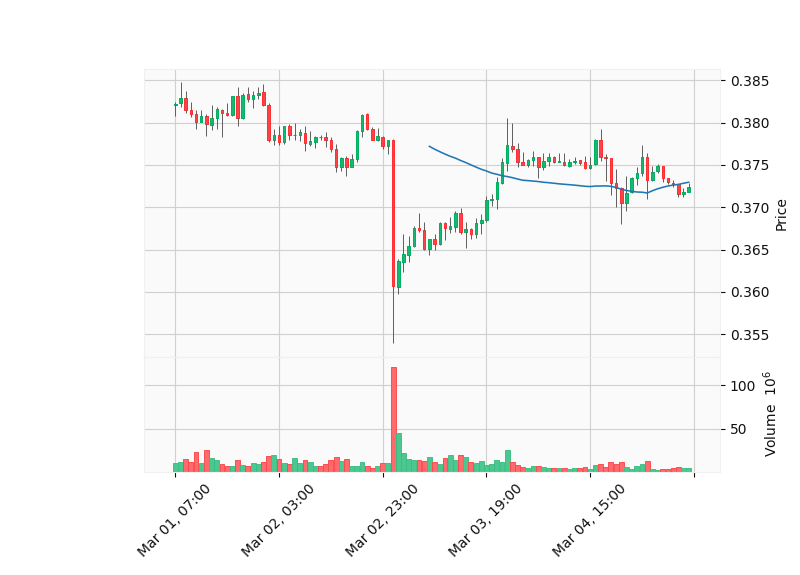 0.385
0.380
0.375
0.370
0.365
0.360
0.355
Price
100
50
Volume 10^6
Mar 01, 07:00
Mar 02, 03:00
Mar 02, 23:00
Mar 03, 19:00
Mar 04, 15:00